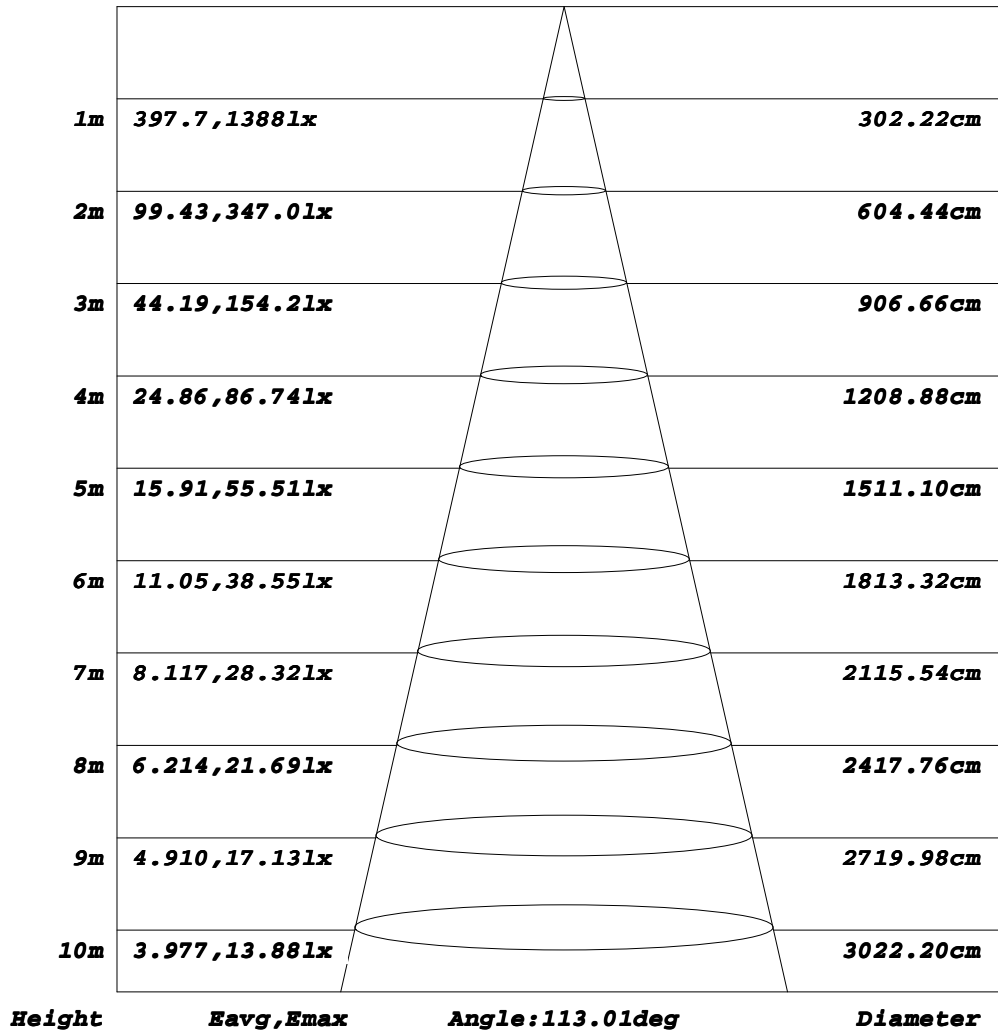 1m 397.7,1388lx 302.22cm
2m 99.43,347.0lx 604.44cm
3m 44.19,154.2lx 906.66cm
4m 24.86,86.74lx 1208.88cm
5m 15.91,55.51lx 1511.10cm
6m 11.05,38.55lx 1813.32cm
7m 8.117,28.32lx 2115.54cm
8m 6.214,21.69lx 2417.76cm
9m 4.910,17.13lx 2719.98cm
10m 3.977,13.88lx 3022.20cm
Height Eavg,Emax Angle:113.01deg Diameter